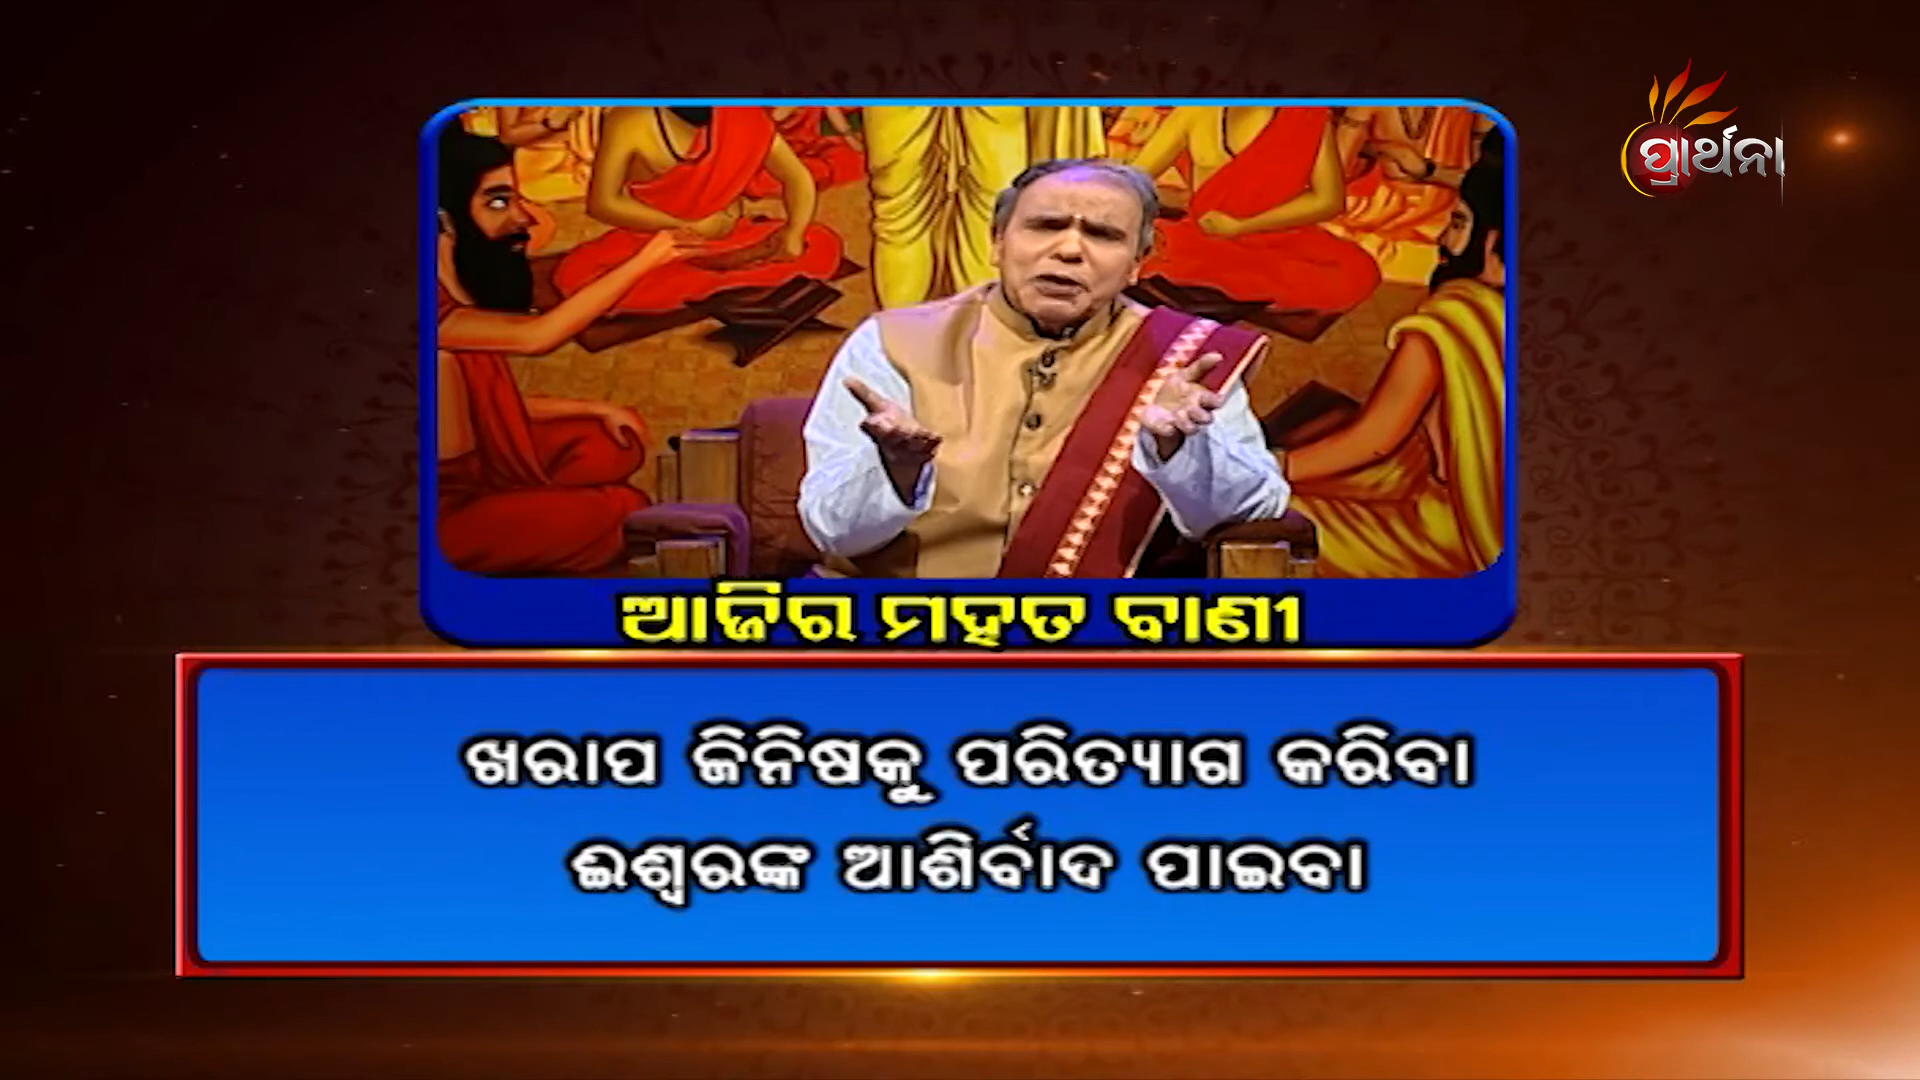 ପ୍ରାର୍ଥନା
ଆଜିର ମହତ ବାଣୀ
ଖରାପ ଜିନିଷକୁ ପରିତ୍ୟାଗ କରିବା
ଈଶ୍ୱରଙ୍କ ଆଶିର୍ବାଦ ପାଇବା